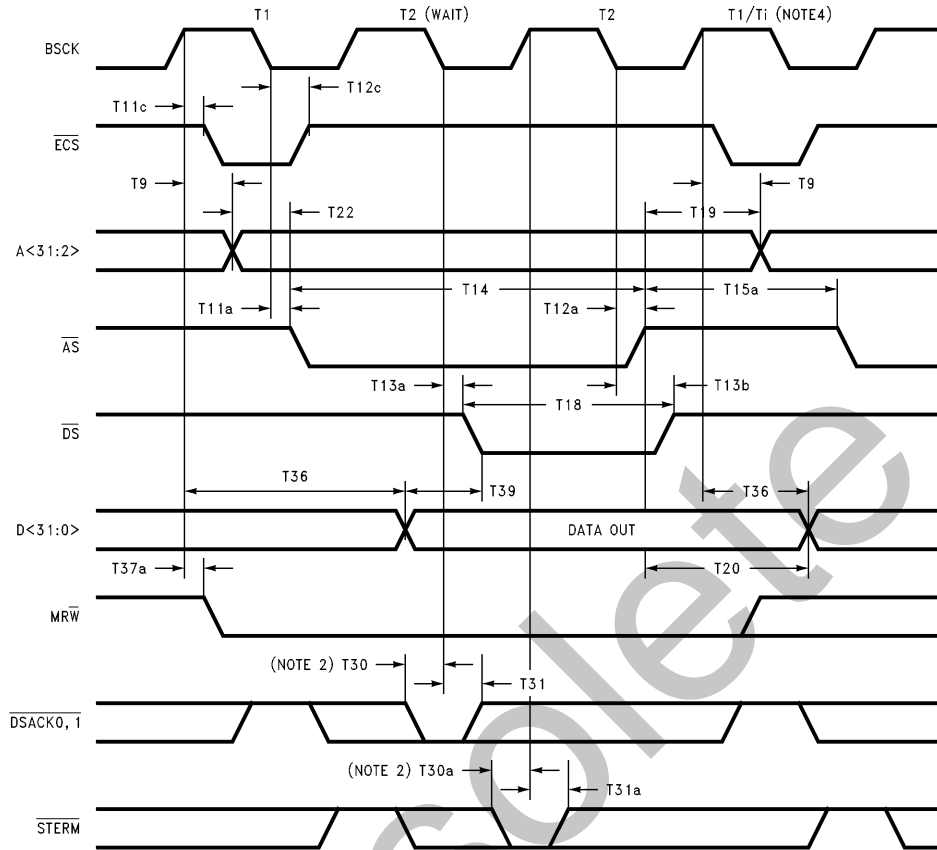 T1 T2 (WAIT) T2 T1/Ti (NOTE4)
BSCK
T11c T12c
ECS
T9 T9
T22 T19
A<31:2>
T14 T15a
T11a T12a
AS
T13a T13b
T18
DS
T36 T39 T36
D<31:0> DATA OUT
T37a T20
MRW
(NOTE 2) T30 T31
DSACK0, 1
(NOTE 2) T30a T31a
STERM
solete